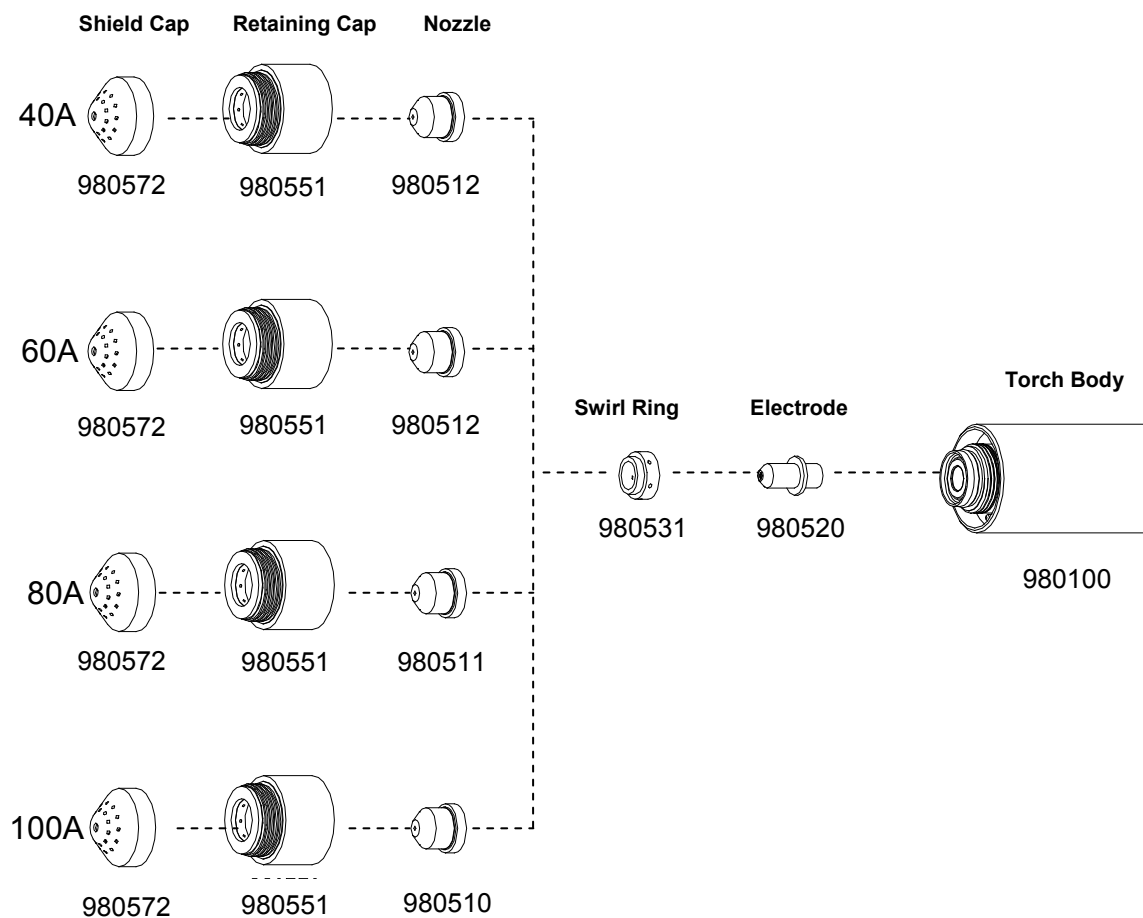 Shield Cap Retaining Cap Nozzle
40A
980572 980551 980512
60A
980572 980551 980512
Swirl Ring Electrode Torch Body
980531 980520 980100
80A
980572 980551 980511
100A
980572 980551 980510